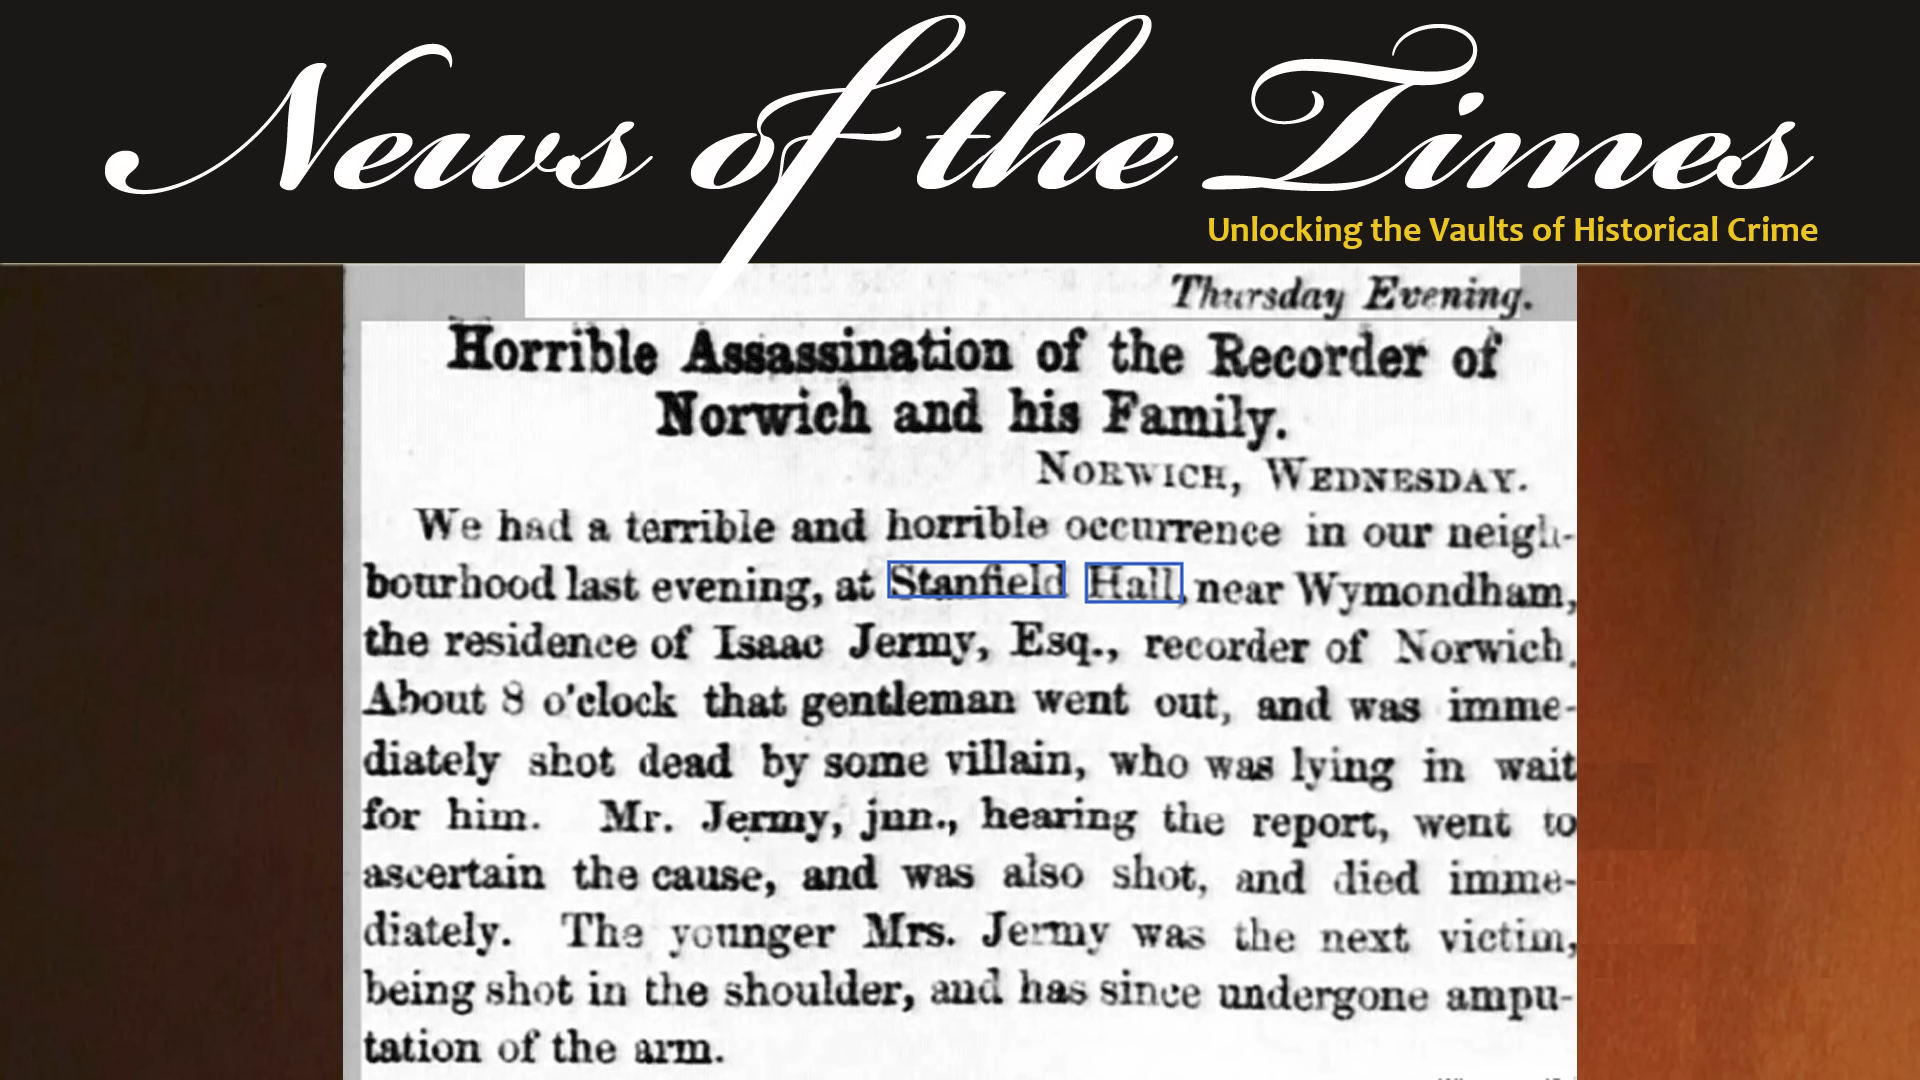 News of the Times
Unlocking the Vaults of Historical Crime
Thursday Evening.
Horrible Assassination of the Recorder of
Norwich and his Family.
NORWICH, WEDNESDAY.
We had a terrible and horrible occurrence in our neigh-
bourhood last evening, at Stanfield Hall, near Wymondham,
the residence of Isaac Jermy, Esq., recorder of Norwich.
About 8 o'clock that gentleman went out, and was imme-
diately shot dead by some villain, who was lying in wait
for him. Mr. Jermy, jun., hearing the report, went to
ascertain the cause, and was also shot, and died imme-
diately. The younger Mrs. Jermy was the next victim,
being shot in the shoulder, and has since undergone ampu-
tation of the arm.